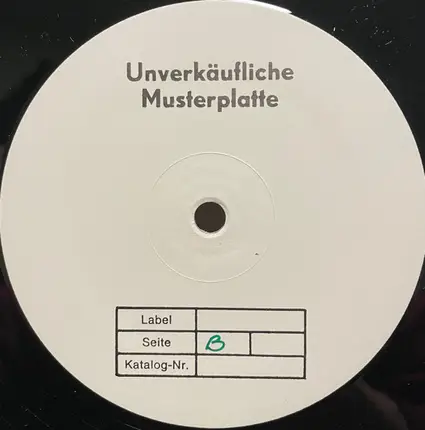 Unverkäufliche
Musterplatte
Label
Seite B
Katalog-Nr.